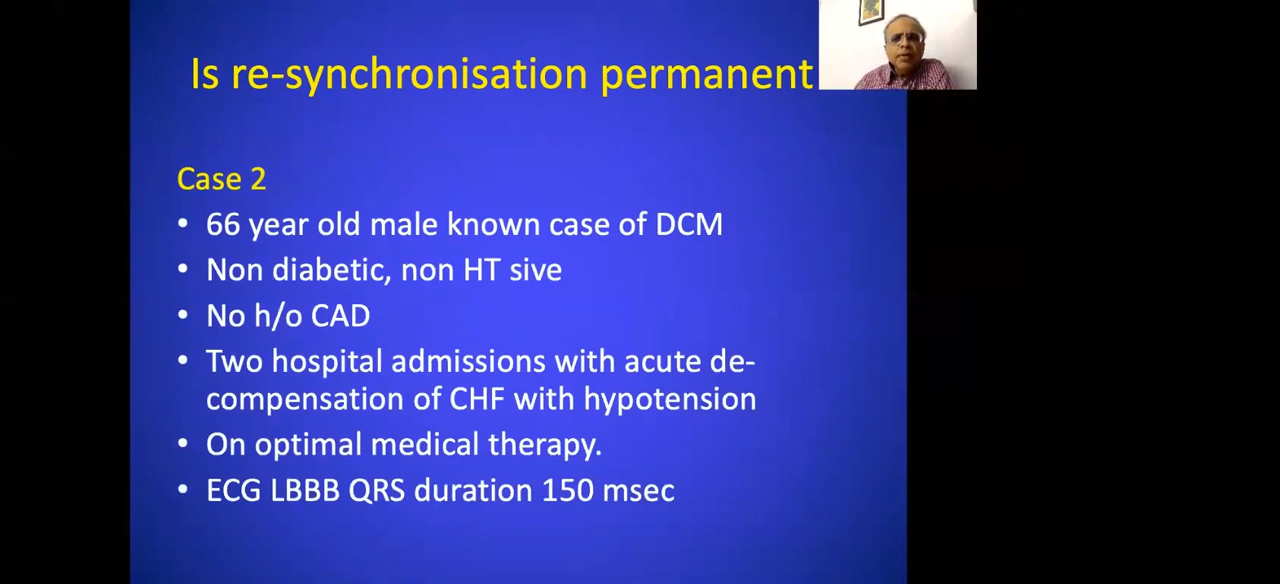 Is re-synchronisation permanent
Case 2
• 66 year old male known case of DCM
• Non diabetic, non HT sive
• No h/o CAD
• Two hospital admissions with acute de-
compensation of CHF with hypotension
• On optimal medical therapy.
• ECG LBBB QRS duration 150 msec